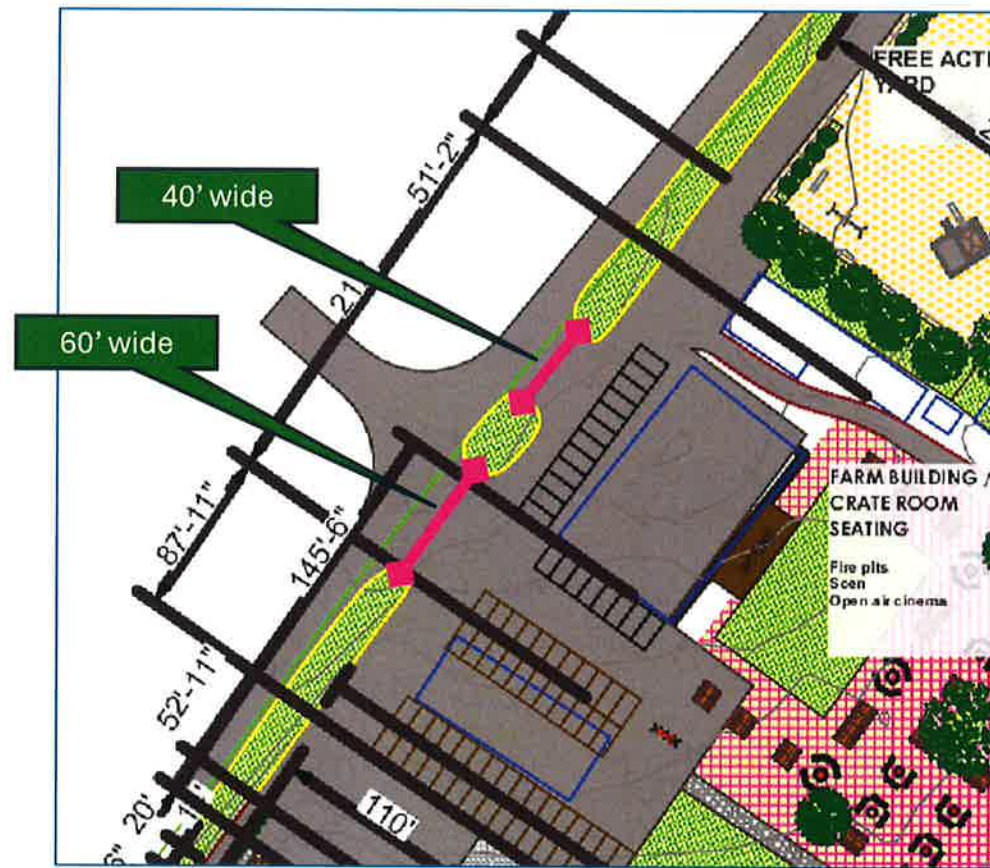 FREE ACTI
YARD
51'-2"
40' wide
21'
60' wide
87'-11"
145'-6"
FARM BUILDING /
CRATE ROOM
SEATING
Fire pits
Scen
Open air cinema
52'-11"
20'
110'